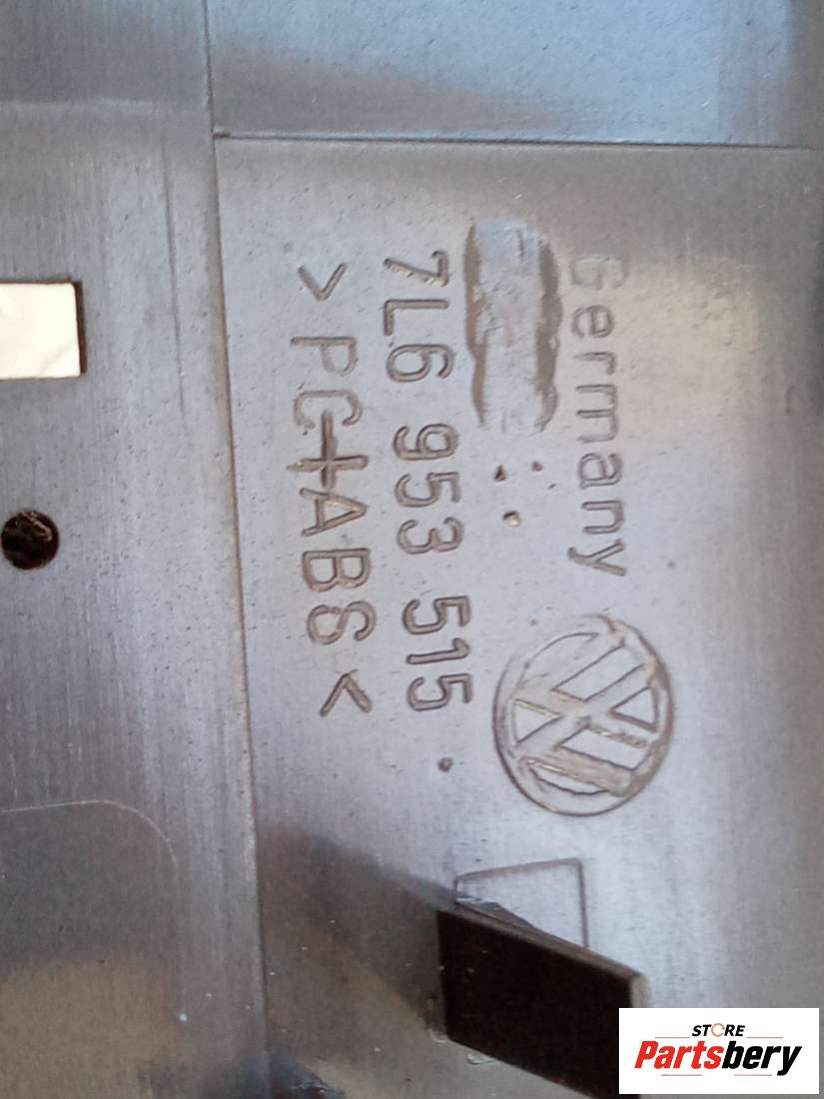 Germany
7L6 953 515 .
>PC+ABS<
STORE
Partsbery